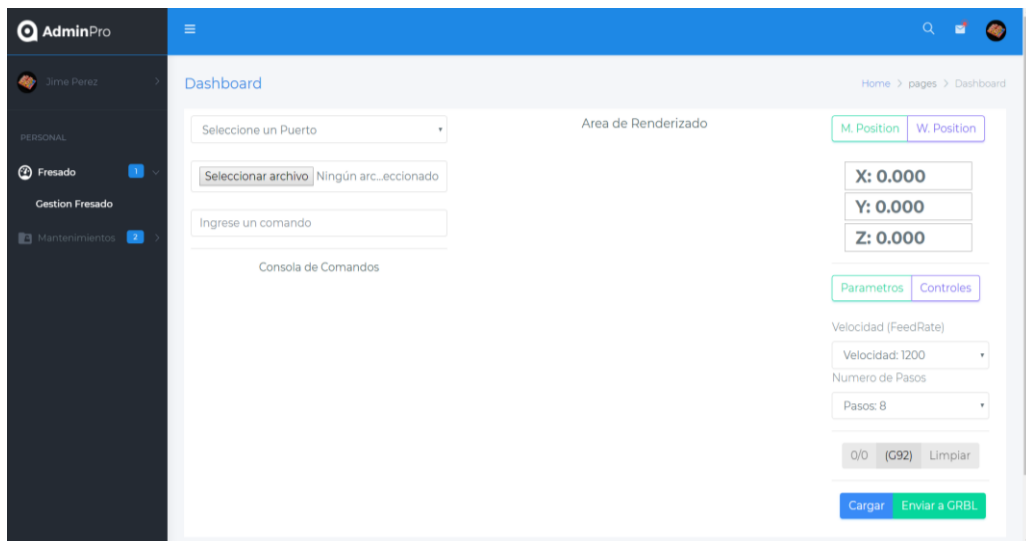 AdminPro
Jime Perez
PERSONAL
Fresado 1
Gestion Fresado
Mantenimientos 2
Dashboard
Home > pages > Dashboard
Seleccione un Puerto
Seleccionar archivo Ningún arc...eccionado
Ingrese un comando
Consola de Comandos
Area de Renderizado
M. Position W. Position
X: 0.000
Y: 0.000
Z: 0.000
Parametros Controles
Velocidad (FeedRate)
Velocidad: 1200
Numero de Pasos
Pasos: 8
0/0 (G92) Limpiar
Cargar Enviar a GRBL